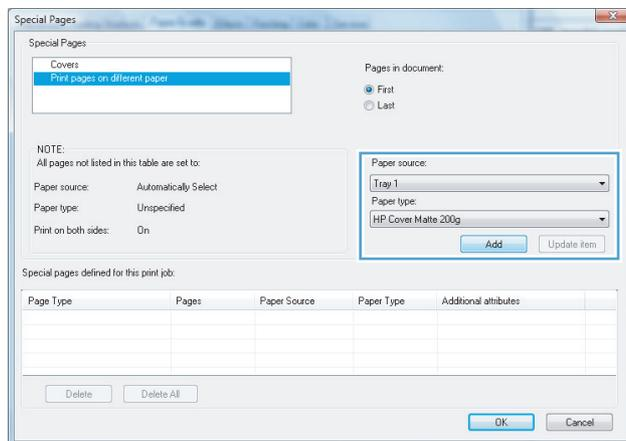 Special Pages
Special Pages
Covers
Print pages on different paper
Pages in document:
First
Last
NOTE:
All pages not listed in this table are set to:
Paper source: Automatically Select
Paper type: Unspecified
Print on both sides: On
Paper source:
Tray 1
Paper type:
HP Cover Matte 200g
Add Update item
Special pages defined for this print job:
Page Type Pages Paper Source Paper Type Additional attributes
Delete Delete All
OK Cancel